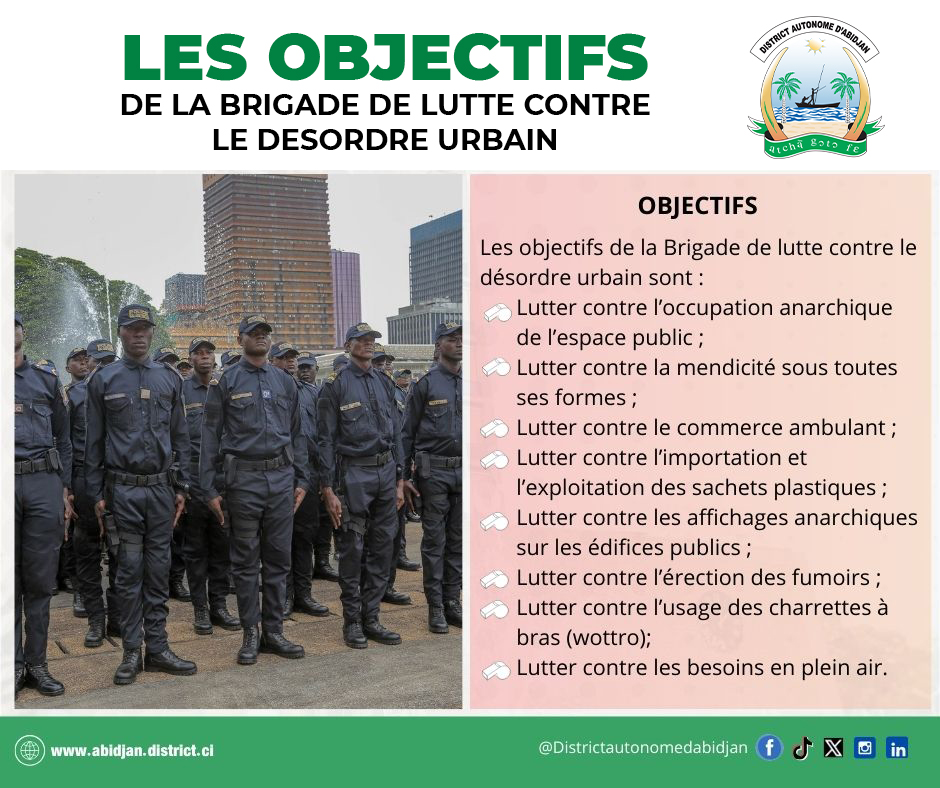 LES OBJECTIFS
DE LA BRIGADE DE LUTTE CONTRE
LE DESORDRE URBAIN
DISTRICT AUTONOME D'ABIDJAN
atchã goto fɛ
OBJECTIFS
Les objectifs de la Brigade de lutte contre le
désordre urbain sont :
Lutter contre l’occupation anarchique
de l’espace public ;
Lutter contre la mendicité sous toutes
ses formes ;
Lutter contre le commerce ambulant ;
Lutter contre l’importation et
l’exploitation des sachets plastiques ;
Lutter contre les affichages anarchiques
sur les édifices publics ;
Lutter contre l’érection des fumoirs ;
Lutter contre l’usage des charrettes à
bras (wottro);
Lutter contre les besoins en plein air.
www.abidjan.district.ci
@Districtautonomedabidjan